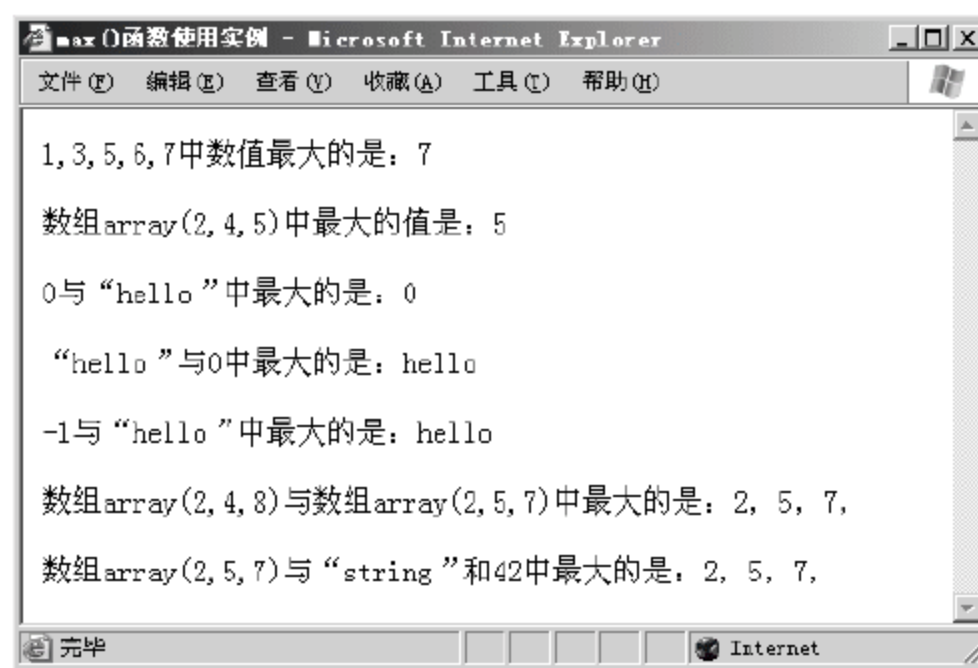 max()函数使用实例 - Microsoft Internet Explorer
文件(F) 编辑(E) 查看(V) 收藏(A) 工具(T) 帮助(H)
1,3,5,6,7中数值最大的是：7
数组array(2,4,5)中最大的值是：5
0与“hello”中最大的是：0
“hello”与0中最大的是：hello
-1与“hello”中最大的是：hello
数组array(2,4,8)与数组array(2,5,7)中最大的是：2, 5, 7,
数组array(2,5,7)与“string”和42中最大的是：2, 5, 7,
完毕 Internet